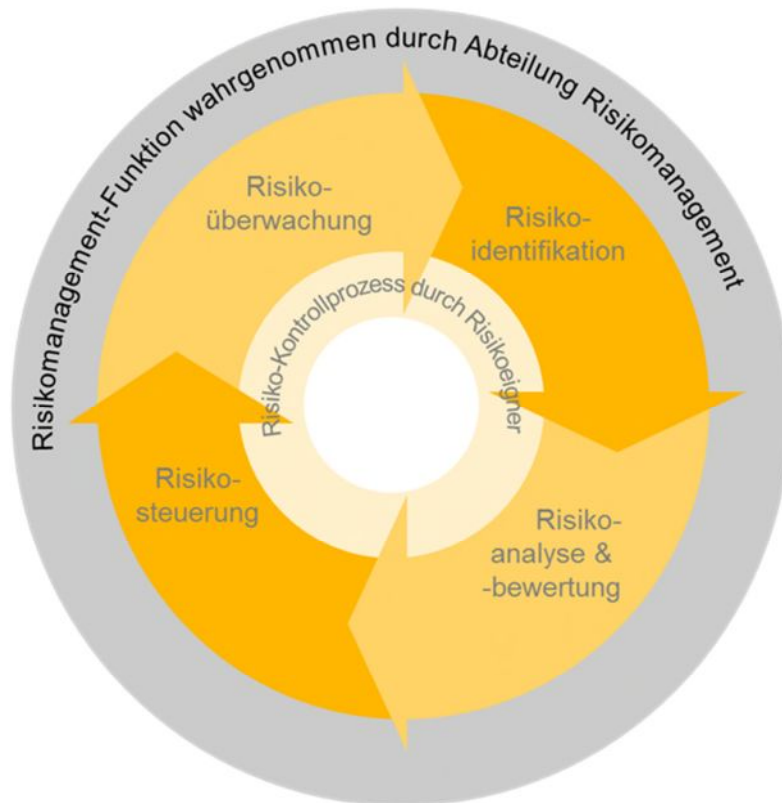 Risikomanagement-Funktion wahrgenommen durch Abteilung Risikomanagement
Risiko-
überwachung
Risiko-
identifikation
Risiko-Kontrollprozess durch Risikoeigner
Risiko-
steuerung
Risiko-
analyse &
-bewertung